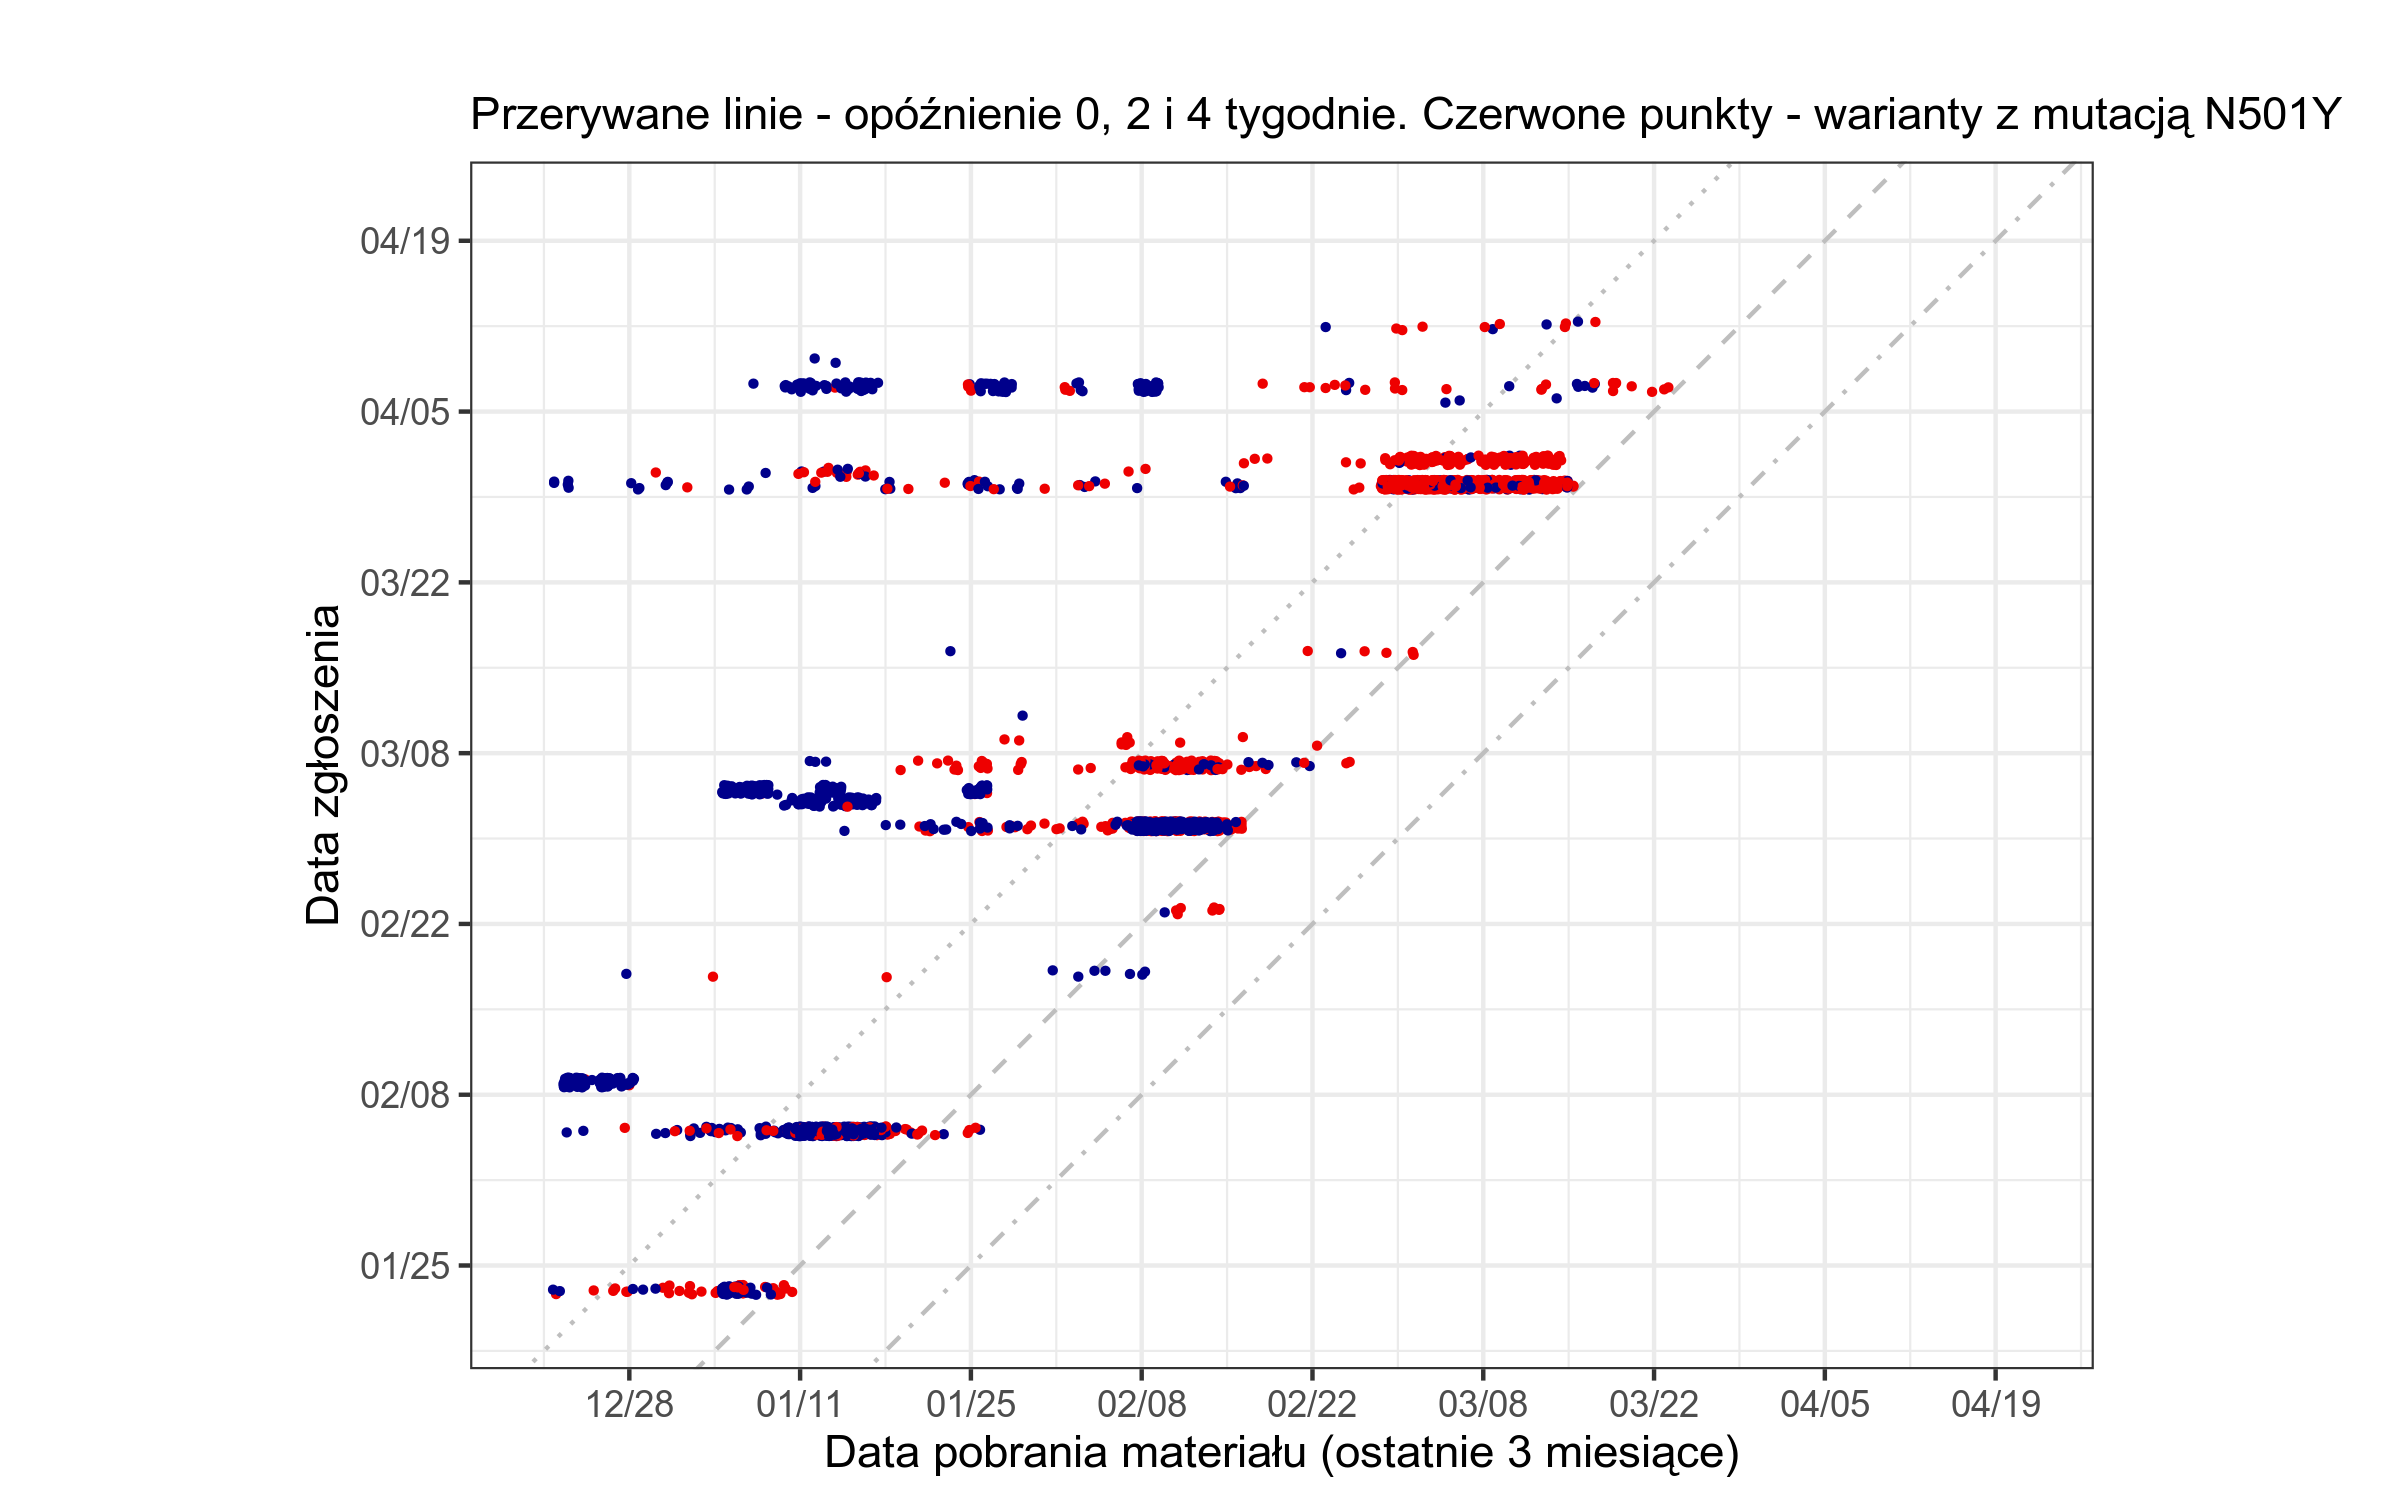 Przerywane linie - opóźnienie 0, 2 i 4 tygodnie. Czerwone punkty - warianty z mutacją N501Y
04/19
04/05
03/22
03/08
02/22
02/08
01/25
Data zgłoszenia
12/28 01/11 01/25 02/08 02/22 03/08 03/22 04/05 04/19
Data pobrania materiału (ostatnie 3 miesiące)